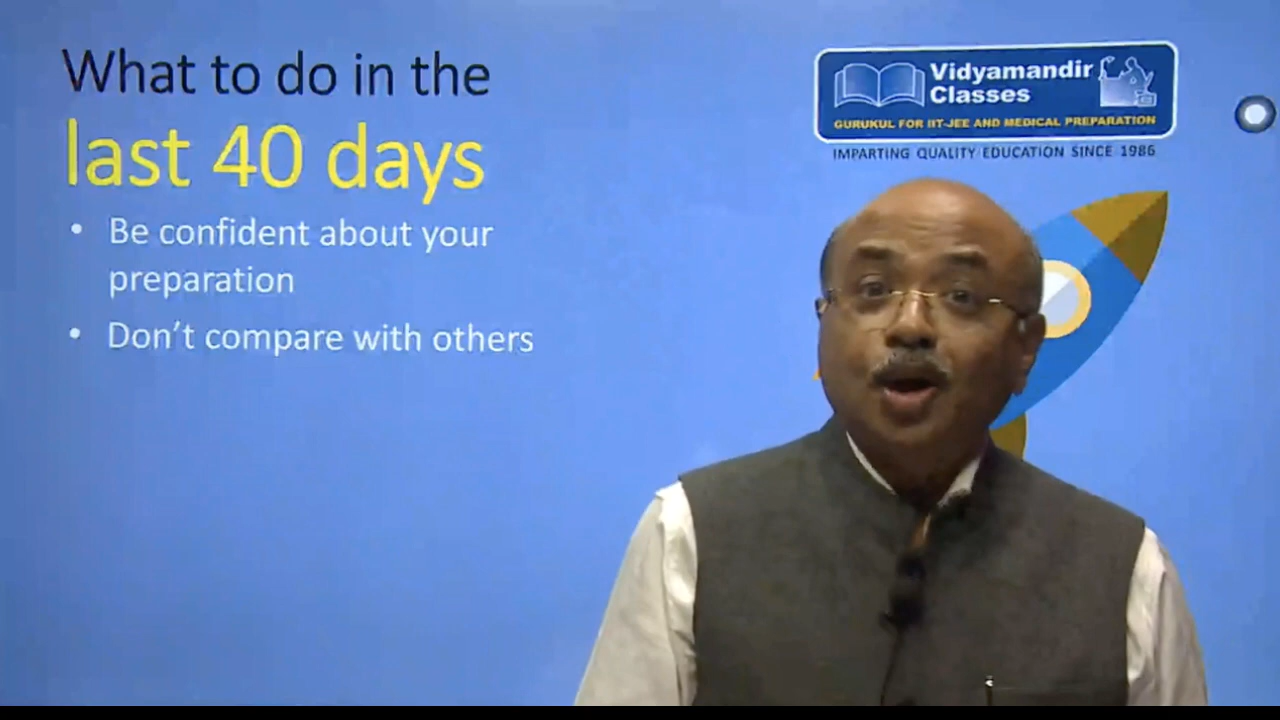 What to do in the
last 40 days
• Be confident about your
preparation
• Don't compare with others
Vidyamandir
Classes
GURUKUL FOR IIT-JEE AND MEDICAL PREPARATION
IMPARTING QUALITY EDUCATION SINCE 1986